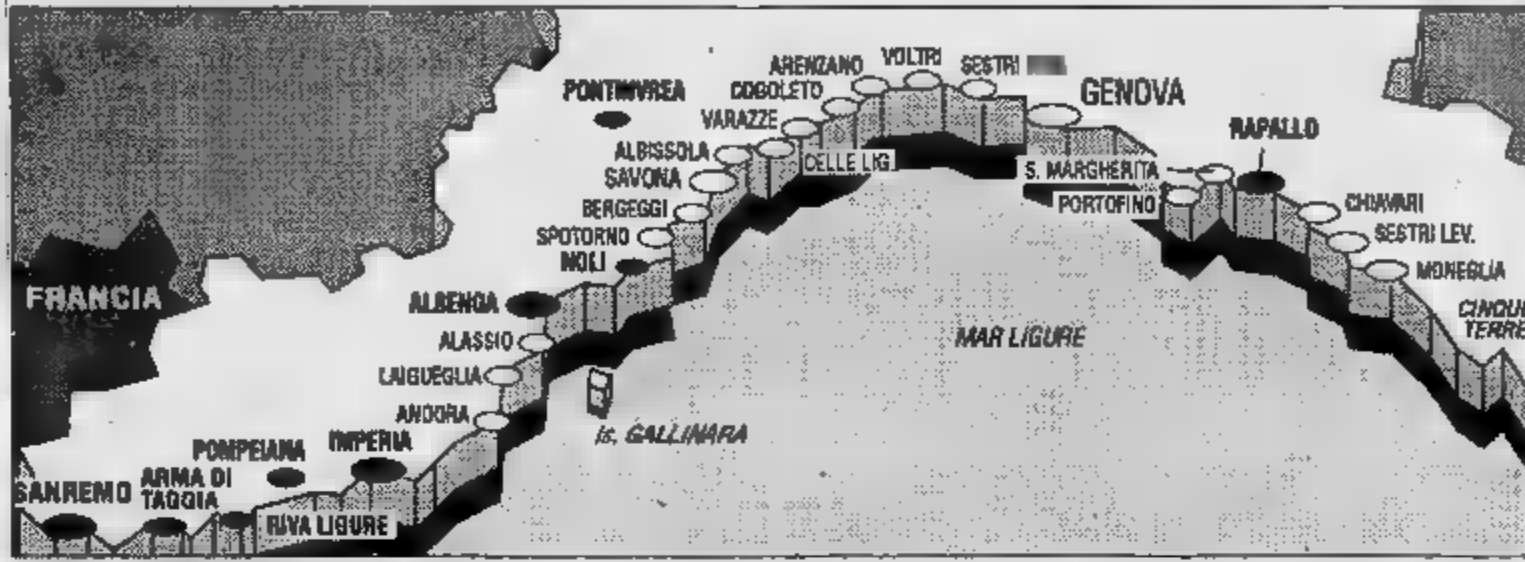 VOLTRI
ARENZANO
SESTRI
COGOLETO
GENOVA
PONTINVREA
VARAZZE
RAPALLO
ALBISSOLA
CELLE LIG.
S. MARGHERITA
SAVONA
PORTOFINO
BERGEGGI
CHIAVARI
SPOTORNO
SESTRI LEV.
NOLI
MONEGLIA
FRANCIA
ALBENGA
CINQUE
TERRE
ALASSIO
MAR LIGURE
LAIGUEGLIA
ANDORA
Is. GALLINARA
POMPEIANA
IMPERIA
SANREMO
ARMA DI
TAGGIA
RIVA LIGURE